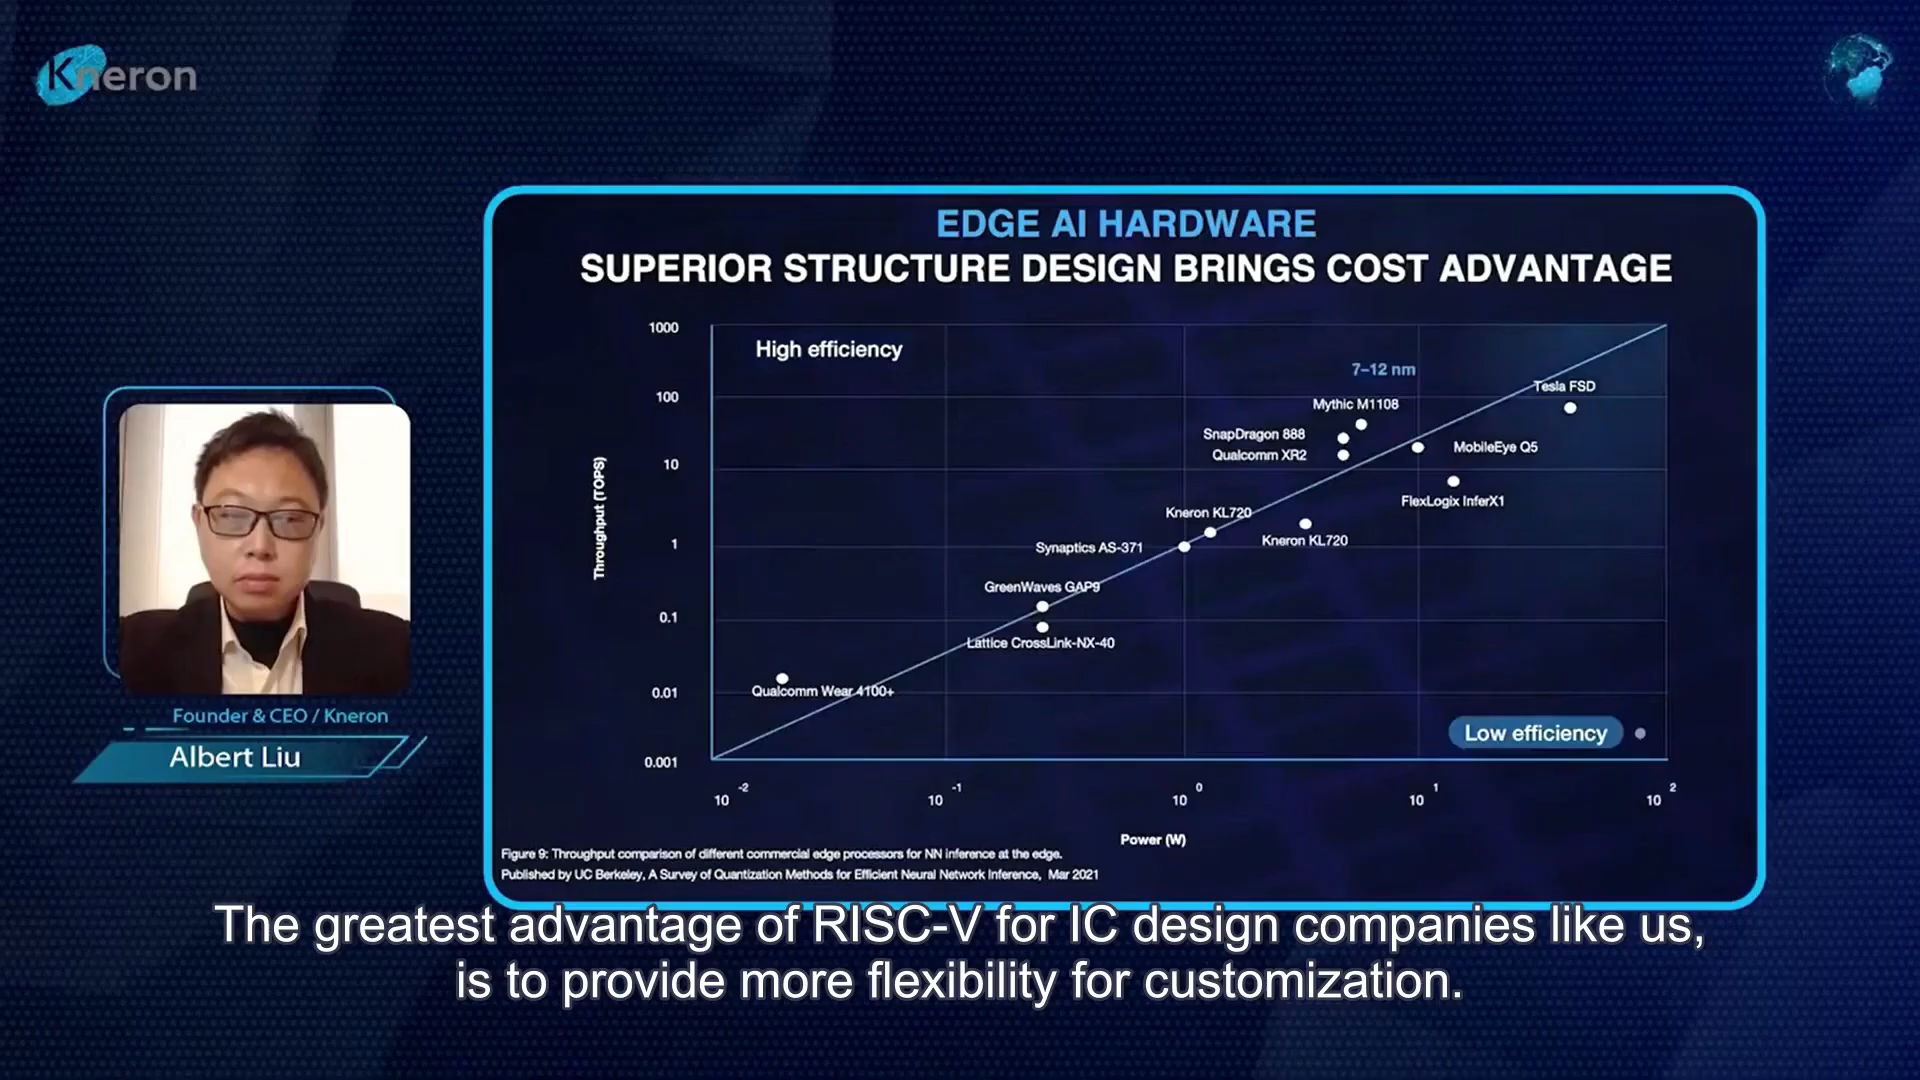 Kneron
EDGE AI HARDWARE
SUPERIOR STRUCTURE DESIGN BRINGS COST ADVANTAGE
1000
100
10
1
0.1
0.01
0.001
Throughput (TOPS)
High efficiency
7–12 nm
Tesla FSD
Mythic M1108
SnapDragon 888
MobileEye Q5
Qualcomm XR2
FlexLogix InferX1
Kneron KL720
Kneron KL720
Synaptics AS-371
GreenWaves GAP9
Lattice CrossLink-NX-40
Qualcomm Wear 4100+
Low efficiency
10 -2
10 -1
10 0
10 1
10 2
Power (W)
Figure 9: Throughput comparison of different commercial edge processors for NN inference at the edge.
Published by UC Berkeley, A Survey of Quantization Methods for Efficient Neural Network Inference, Mar 2021
Founder & CEO / Kneron
Albert Liu
The greatest advantage of RISC-V for IC design companies like us,
is to provide more flexibility for customization.